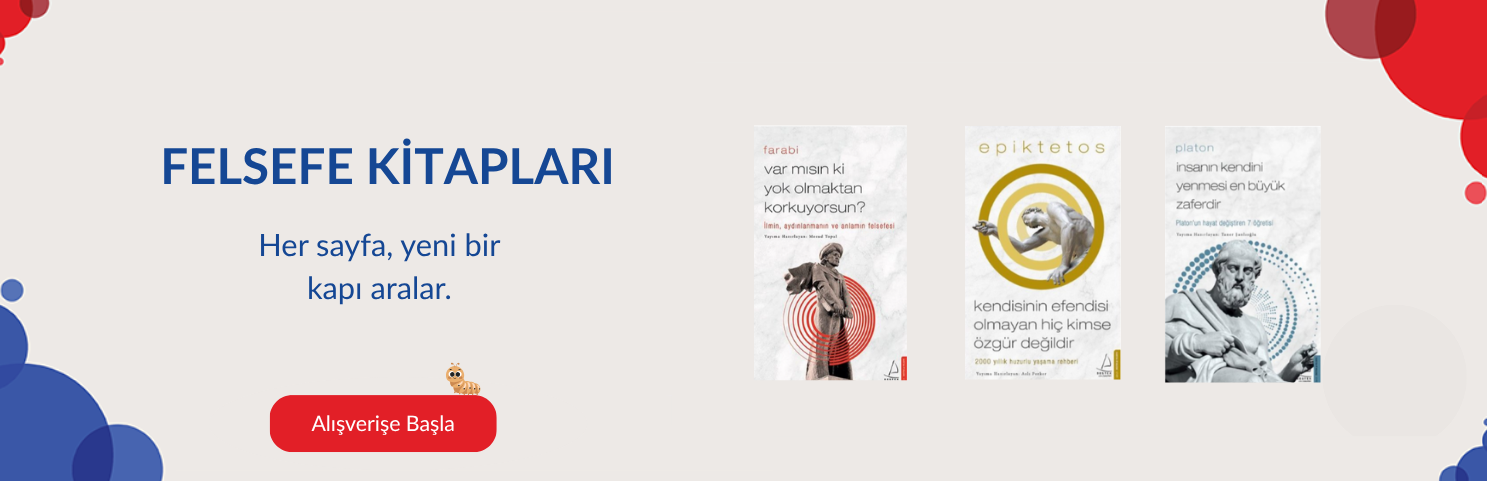 FELSEFE KİTAPLARI
Her sayfa, yeni bir
kapı aralar.
Alışverişe Başla
farabi
var mısın ki
yok olmaktan
korkuyorsun?
İlmin, aydınlanmanın ve anlamın felsefesi
epiktetos
kendisinin efendisi
olmayan hiç kimse
özgür değildir
2000 yıllık huzurlu yaşama rehberi
platon
insanın kendini
yenmesi en büyük
zaferdir
Platon'un hayat değiştiren 7 öğretisi